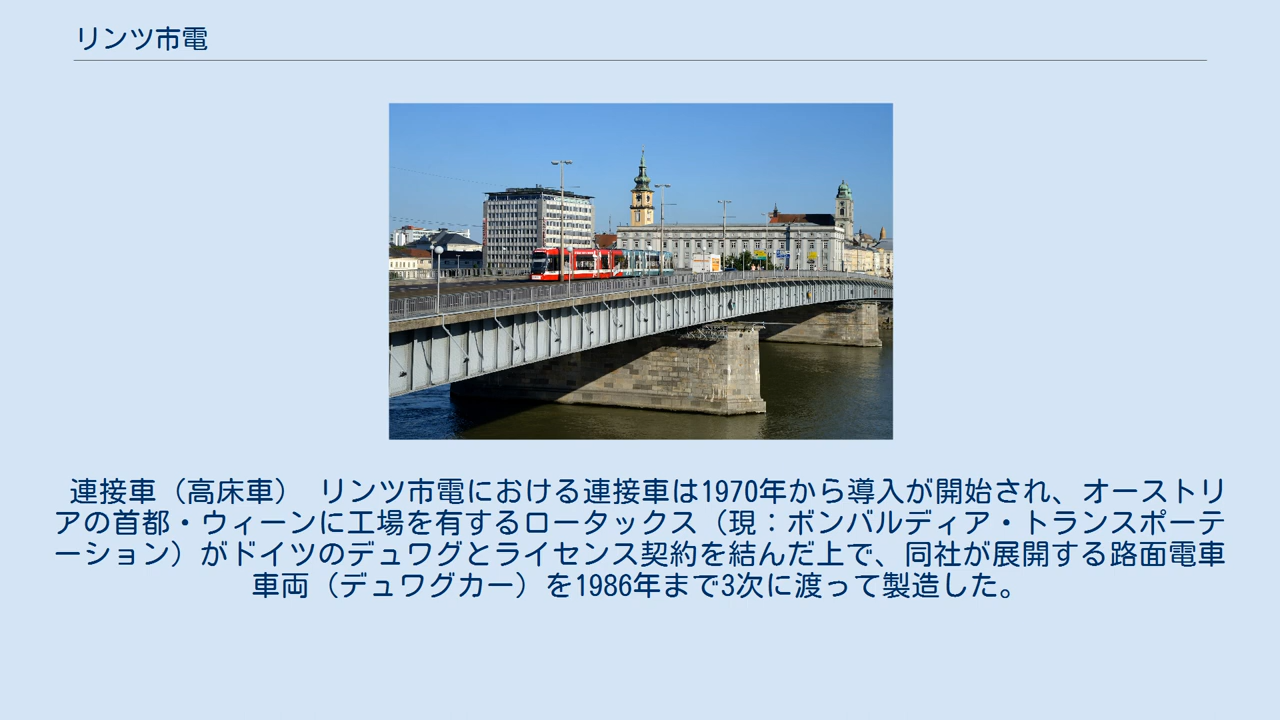 リンツ市電
連接車（高床車） リンツ市電における連接車は1970年から導入が開始され、オーストリ
アの首都・ウィーンに工場を有するロータックス（現：ボンバルディア・トランスポーテ
ーション）がドイツのデュワグとライセンス契約を結んだ上で、同社が展開する路面電車
車両（デュワグカー）を1986年まで3次に渡って製造した。